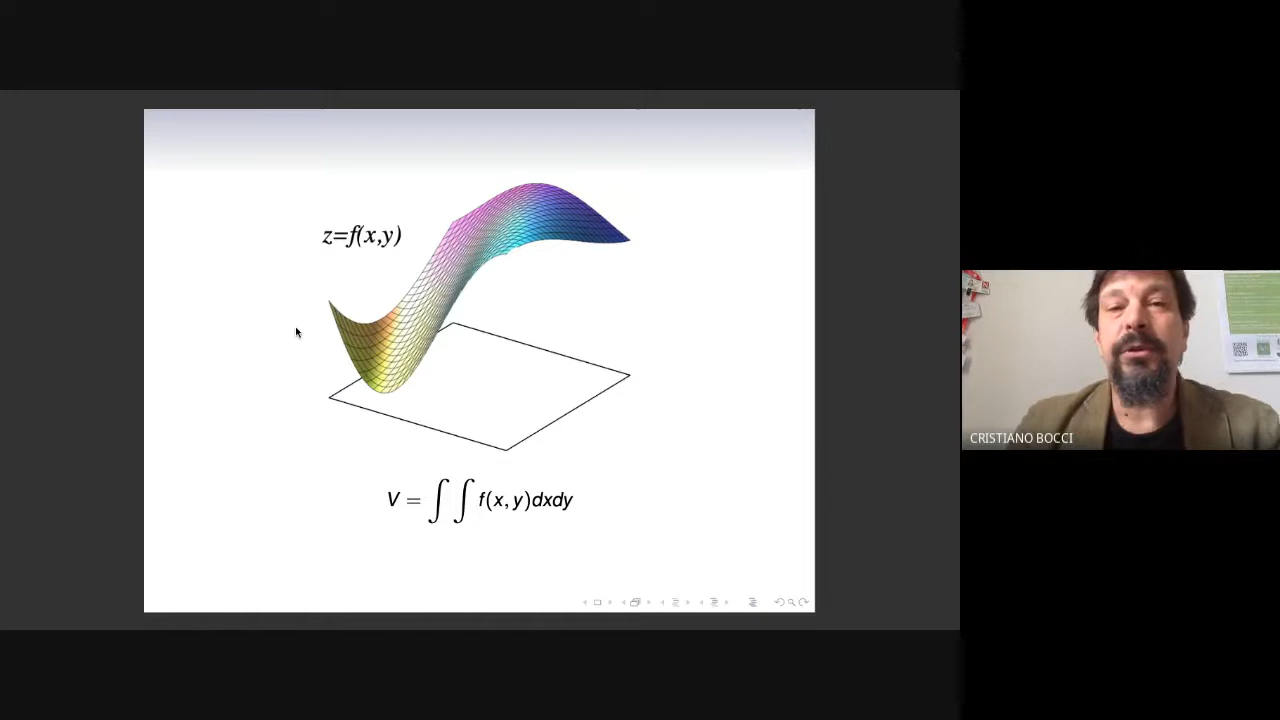 z=f(x,y)
V = ∫ ∫ f(x, y)dxdy
CRISTIANO BOCCI